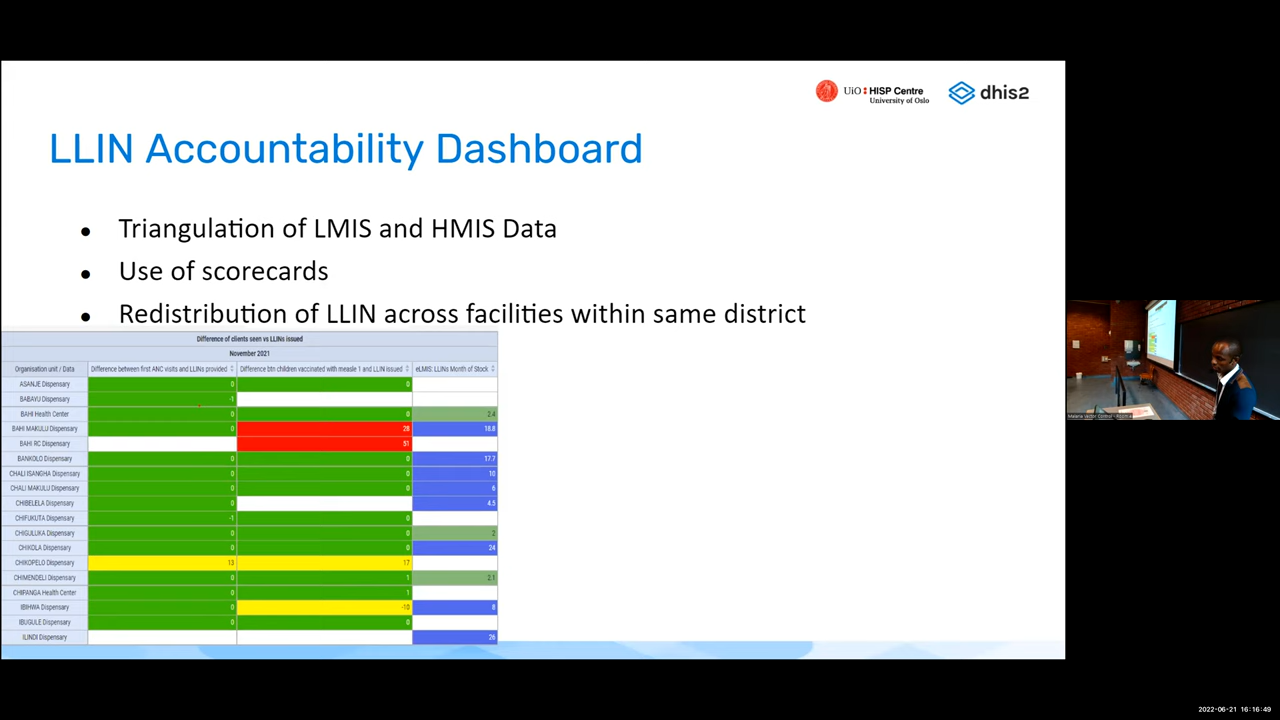 UiO HISP Centre
University of Oslo
dhis2
LLIN Accountability Dashboard
● Triangulation of LMIS and HMIS Data
● Use of scorecards
● Redistribution of LLIN across facilities within same district
Difference of clients seen vs LLINs issued
November 2021
Organisation unit / Data Difference between first ANC visits and LLINs provided Difference btn children vaccinated with measle 1 and LLIN issued eLMIS: LLINs Month of Stock
ASANJE Dispensary 0 0
BABAYU Dispensary -1
BAHI Health Center 0 0 2.4
BAHI MAKULU Dispensary 0 28 18.8
BAHI RC Dispensary 51
BANKOLO Dispensary 0 0 17.7
CHALI ISANGHA Dispensary 0 0 10
CHALI MAKULU Dispensary 0 0 6
CHIBELELA Dispensary 0 4.5
CHIFUKUTA Dispensary -1 0
CHIGULUKA Dispensary 0 0 2
CHIKOLA Dispensary 0 0 24
CHIKOPELO Dispensary 13 17
CHIMENDELI Dispensary 0 1 2.1
CHIPANGA Health Center 0 1
IBIHWA Dispensary 0 -10 8
IBUGULE Dispensary 0 0
ILINDI Dispensary 26
Malaria Vector Control - Room
2022-06-21 16:16:49